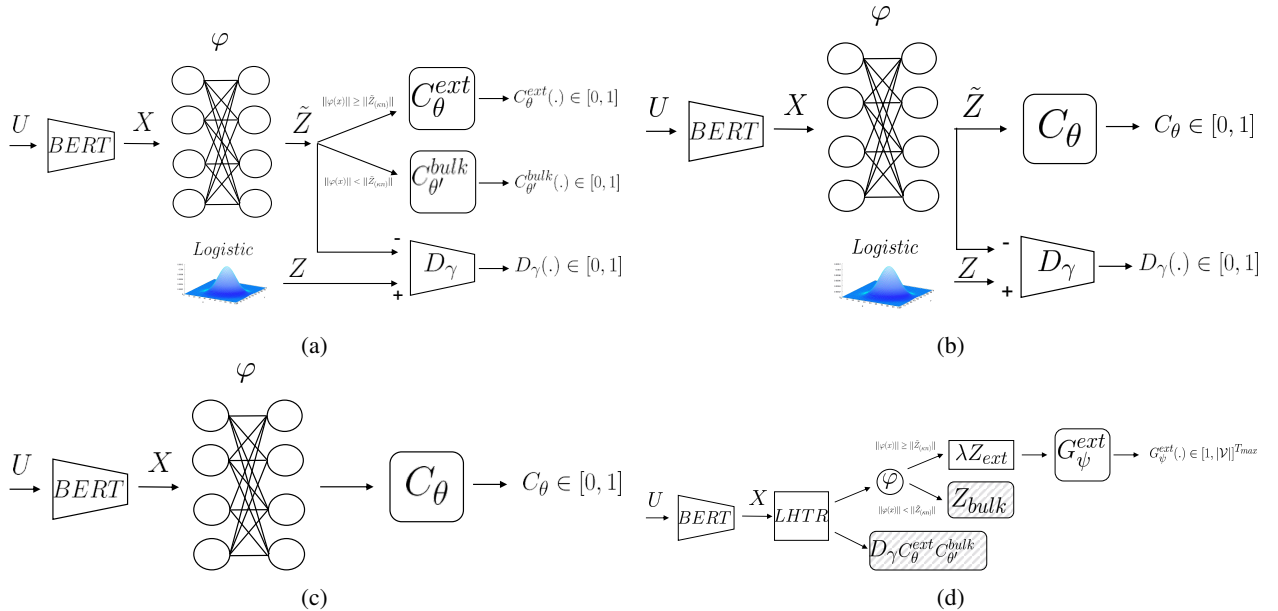 φ
U
BERT
X
Z̃
||φ(x)|| ≥ ||Z̃_(κn)||
||φ(x)|| < ||Z̃_(κn)||
C_θ^ext
C_θ^ext(.) ∈ [0, 1]
C_θ′^bulk
C_θ′^bulk(.) ∈ [0, 1]
Logistic
Z
-
+
D_γ
D_γ(.) ∈ [0, 1]
(a)
φ
U
BERT
X
Z̃
C_θ
C_θ ∈ [0, 1]
Logistic
Z
-
+
D_γ
D_γ(.) ∈ [0, 1]
(b)
φ
U
BERT
X
C_θ
C_θ ∈ [0, 1]
(c)
U
BERT
X
LHTR
||φ(x)|| ≥ ||Z̃_(κn)||
φ
||φ(x)|| < ||Z̃_(κn)||
λZ_ext
G_ψ^ext
G_ψ^ext(.) ∈ [1, |𝒱|]^T_max
Z_bulk
D_γ C_θ^ext C_θ′^bulk
(d)